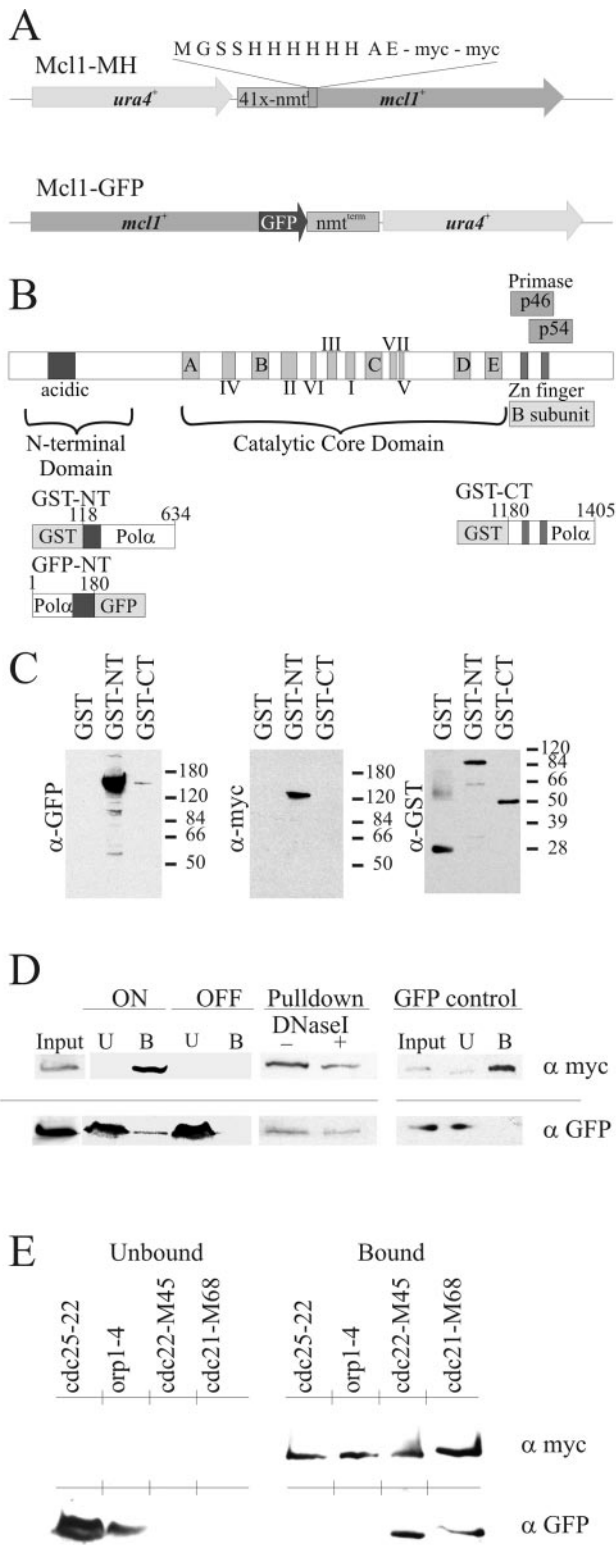 A
M G S S H H H H H H A E - myc - myc
Mcl1-MH
ura4+ 41x-nmt mcl1+
Mcl1-GFP
mcl1+ GFP nmt term ura4+
B
Primase
p46
p54
III VII
A B C D E
acidic IV II VI I V Zn finger
B subunit
N-terminal Domain
Catalytic Core Domain
GST-NT
118 634
GST Polα
GFP-NT
1 180
Polα GFP
GST-CT
1180 1405
GST Polα
C
GST GST-NT GST-CT
α-GFP
180
120
84
66
50
GST GST-NT GST-CT
α-myc
180
120
84
66
50
GST GST-NT GST-CT
α-GST
120
84
66
50
39
28
D
ON OFF Pulldown GFP control
DNaseI
Input U B U B – + Input U B
α myc
α GFP
E
Unbound Bound
cdc25-22 orp1-4 cdc22-M45 cdc21-M68 cdc25-22 orp1-4 cdc22-M45 cdc21-M68
α myc
α GFP